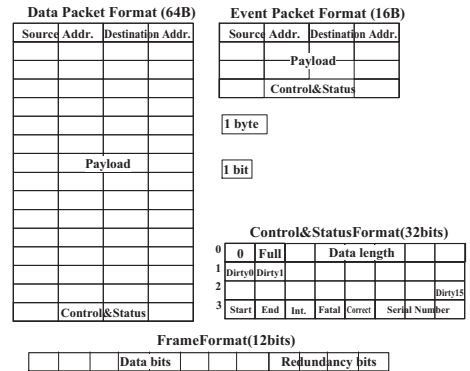 Data Packet Format (64B)
Source Addr. Destination Addr.
Payload
Control&Status
Event Packet Format (16B)
Source Addr. Destination Addr.
Payload
Control&Status
1 byte
1 bit
Control&StatusFormat(32bits)
0 0 Full Data length
1 Dirty0 Dirty1
2 Dirty15
3 Start End Int. Fatal Correct Serial Number
FrameFormat(12bits)
Data bits Redundancy bits